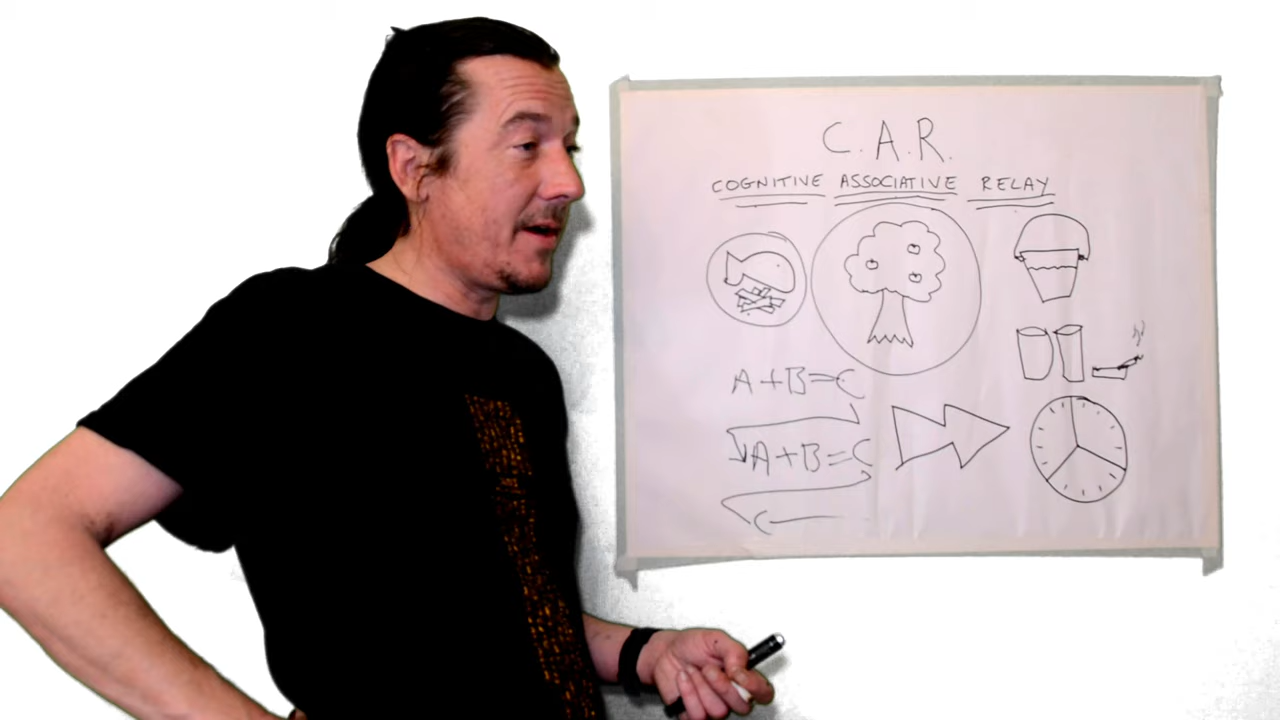 C.A.R.
COGNITIVE ASSOCIATIVE RELAY
A+B=C
A+B=C
C